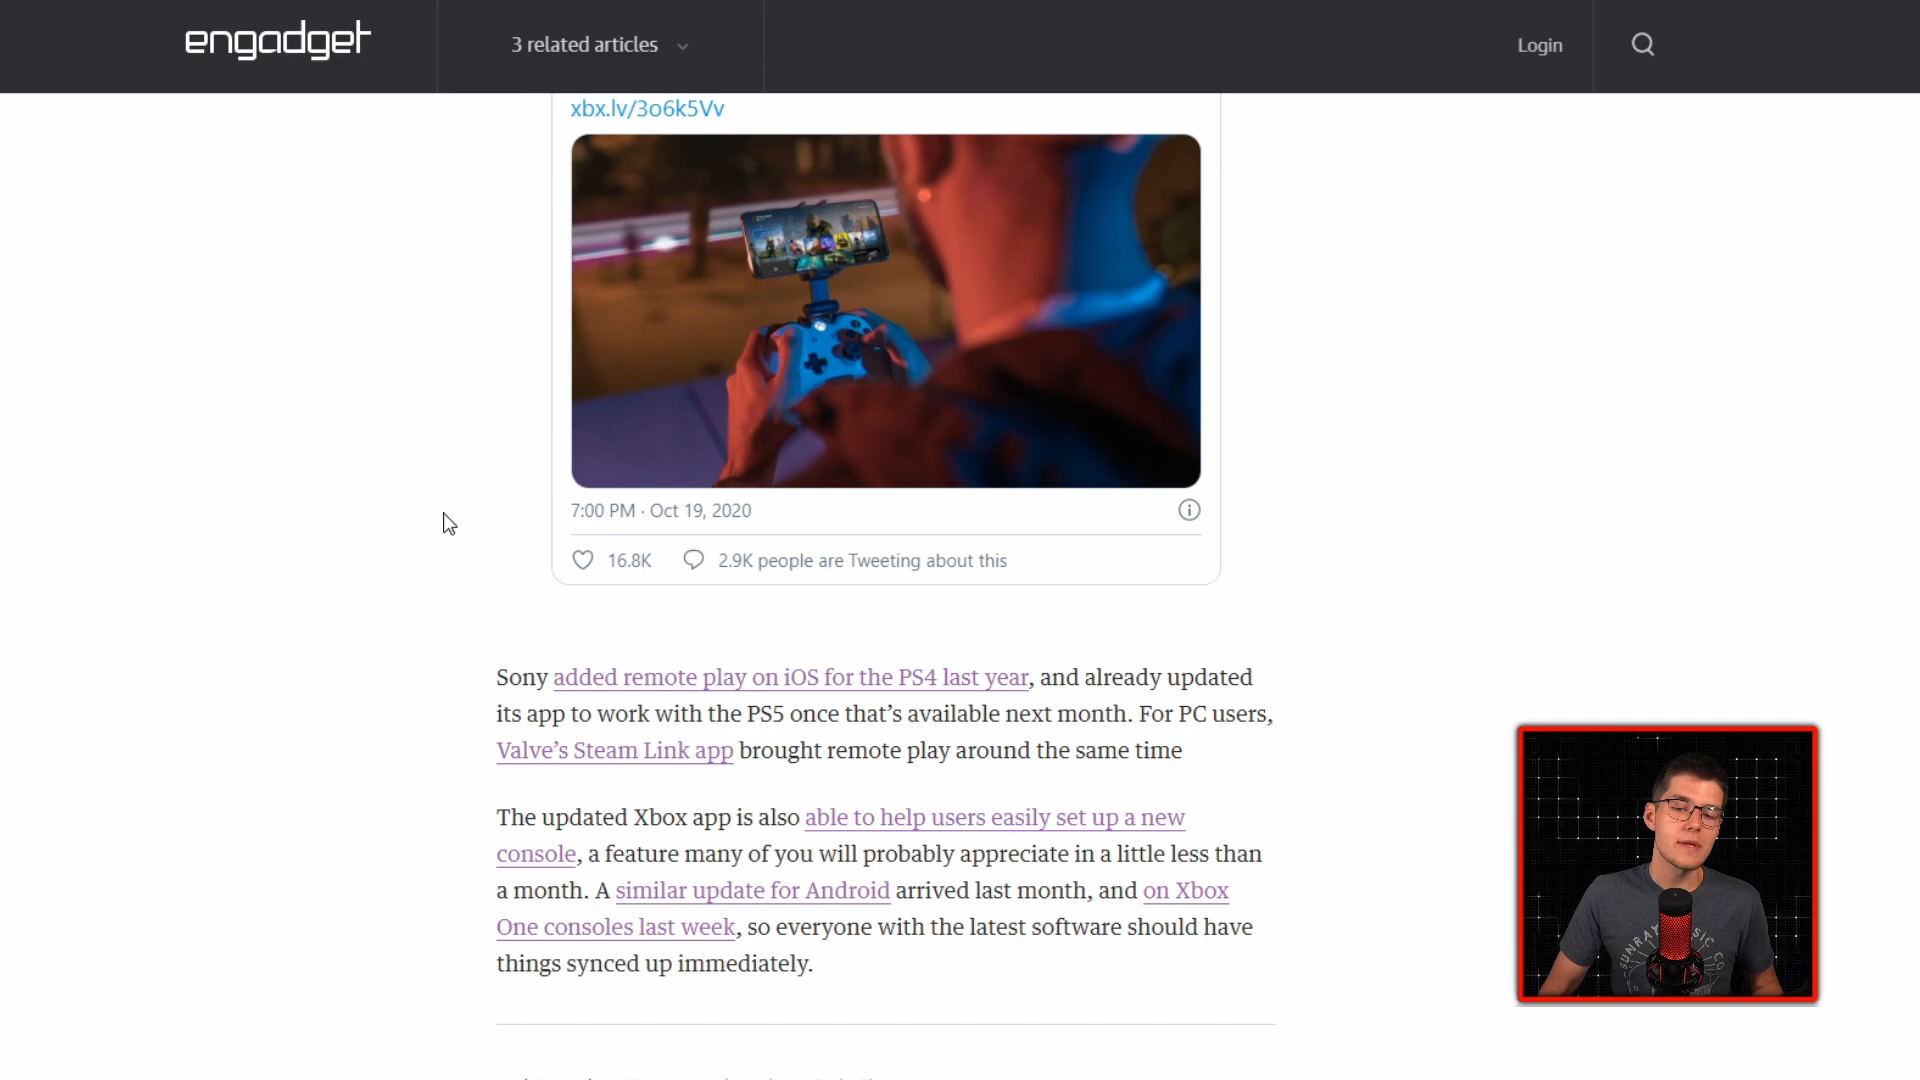 engadget
3 related articles
Login
xbx.lv/3o6k5Vv
7:00 PM · Oct 19, 2020
16.8K
2.9K people are Tweeting about this
Sony added remote play on iOS for the PS4 last year, and already updated
its app to work with the PS5 once that’s available next month. For PC users,
Valve’s Steam Link app brought remote play around the same time
The updated Xbox app is also able to help users easily set up a new
console, a feature many of you will probably appreciate in a little less than
a month. A similar update for Android arrived last month, and on Xbox
One consoles last week, so everyone with the latest software should have
things synced up immediately.